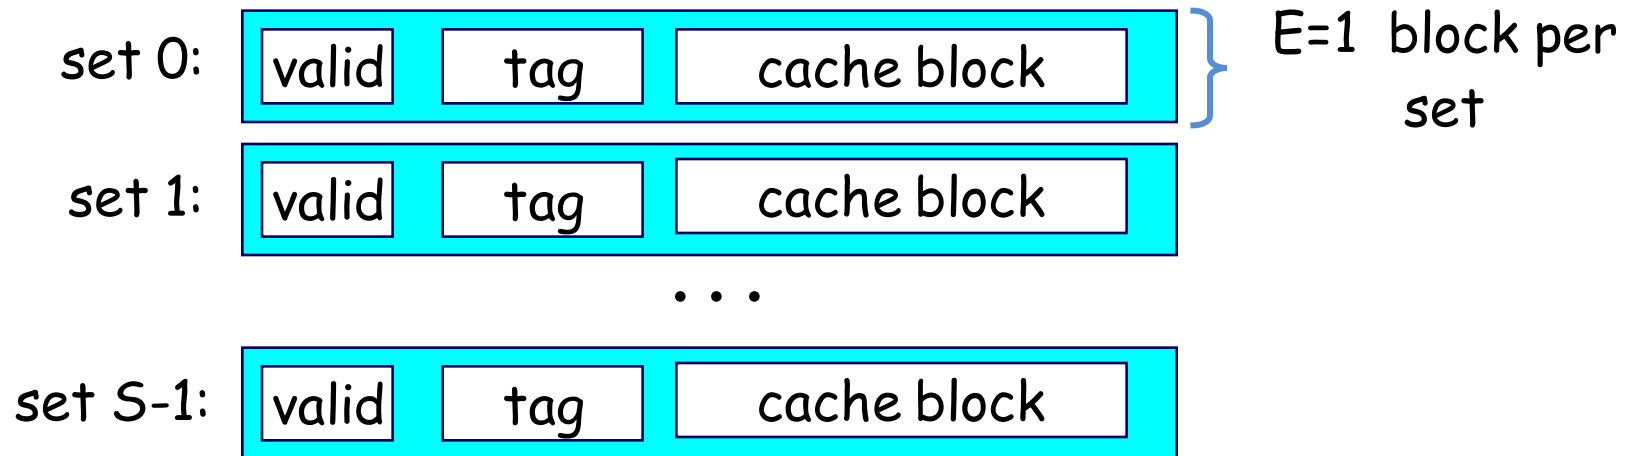 set 0: valid tag cache block
E=1 block per
set
set 1: valid tag cache block
. . .
set S-1: valid tag cache block